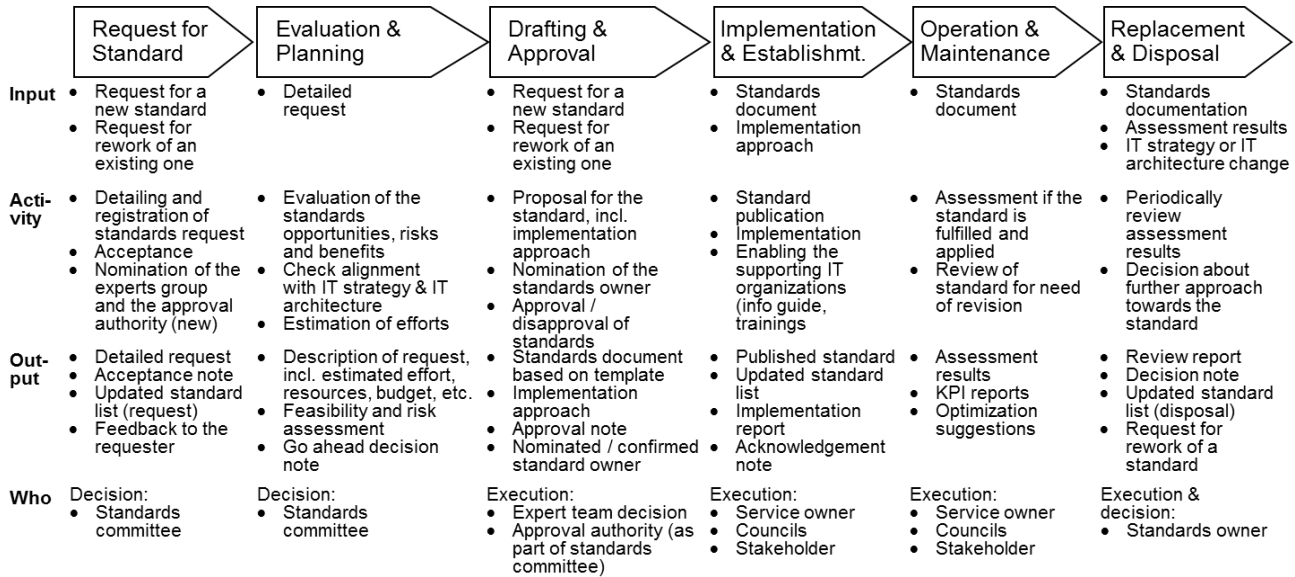 Request for
Standard
Evaluation &
Planning
Drafting &
Approval
Implementation
& Establishmt.
Operation &
Maintenance
Replacement
& Disposal
Input
• Request for a
new standard
• Request for
rework of an
existing one
• Detailed
request
• Request for a
new standard
• Request for
rework of an
existing one
• Standards
document
• Implementation
approach
• Standards
document
• Standards
documentation
• Assessment results
• IT strategy or IT
architecture change
Acti-
vity
• Detailing and
registration of
standards request
• Acceptance
• Nomination of the
experts group
and the approval
authority (new)
• Evaluation of the
standards
opportunities, risks
and benefits
• Check alignment
with IT strategy & IT
architecture
• Estimation of efforts
• Proposal for the
standard, incl.
implementation
approach
• Nomination of the
standards owner
• Approval /
disapproval of
standards
• Standard
publication
• Implementation
• Enabling the
supporting IT
organizations
(info guide,
trainings
• Assessment if the
standard is
fulfilled and
applied
• Review of
standard for need
of revision
• Periodically
review
assessment
results
• Decision about
further approach
towards the
standard
Out-
put
• Detailed request
• Acceptance note
• Updated standard
list (request)
• Feedback to the
requester
• Description of request,
incl. estimated effort,
resources, budget, etc.
• Feasibility and risk
assessment
• Go ahead decision
note
• Standards document
based on template
• Implementation
approach
• Approval note
• Nominated / confirmed
standard owner
• Published standard
• Updated standard
list
• Implementation
report
• Acknowledgement
note
• Assessment
results
• KPI reports
• Optimization
suggestions
• Review report
• Decision note
• Updated standard
list (disposal)
• Request for
rework of a
standard
Who
Decision:
• Standards
committee
Decision:
• Standards
committee
Execution:
• Expert team decision
• Approval authority (as
part of standards
committee)
Execution:
• Service owner
• Councils
• Stakeholder
Execution:
• Service owner
• Councils
• Stakeholder
Execution &
decision:
• Standards owner